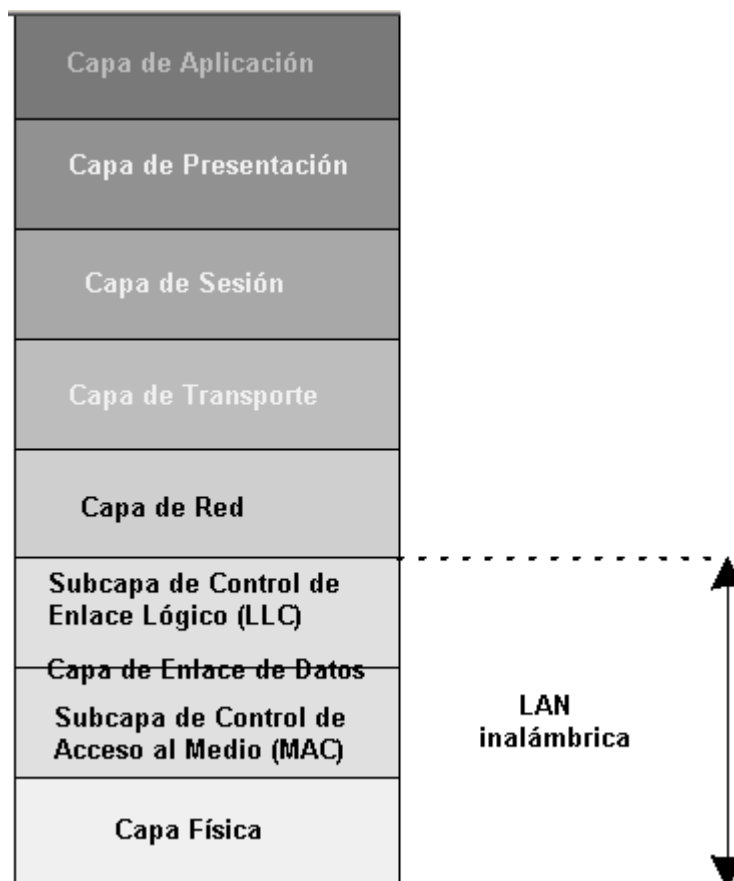 Capa de Aplicación
Capa de Presentación
Capa de Sesión
Capa de Transporte
Capa de Red
Subcapa de Control de
Enlace Lógico (LLC)
Capa de Enlace de Datos
Subcapa de Control de
Acceso al Medio (MAC)
LAN
inalámbrica
Capa Física